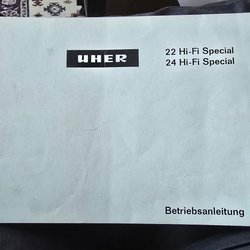 UHER
22 Hi-Fi Special
24 Hi-Fi Special
Betriebsanleitung